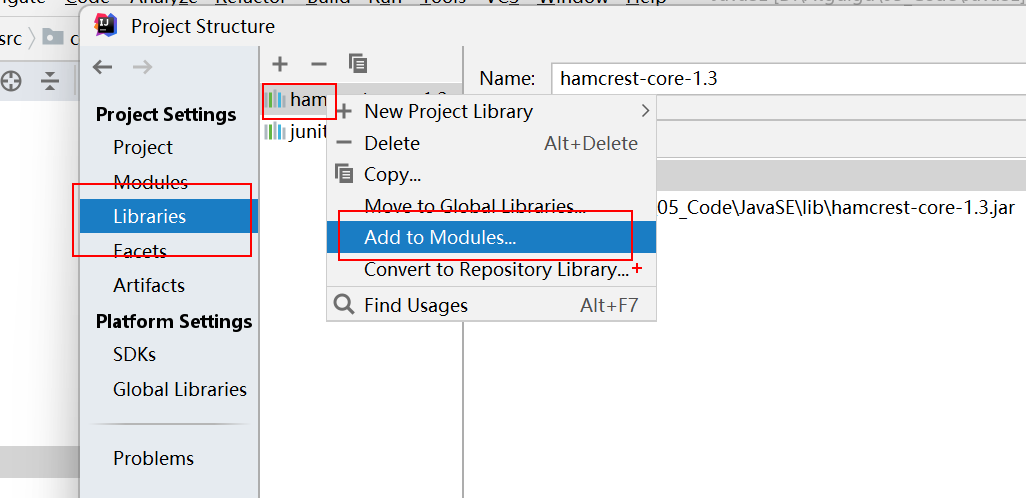 Project Structure
src
Name:
hamcrest-core-1.3
Project Settings
ham
New Project Library
Project
junit
Delete
Alt+Delete
Modules
Copy...
Libraries
Move to Global Libraries...
05_Code\JavaSE\lib\hamcrest-core-1.3.jar
Facets
Add to Modules...
Artifacts
Convert to Repository Library...
Platform Settings
Find Usages
Alt+F7
SDKs
Global Libraries
Problems